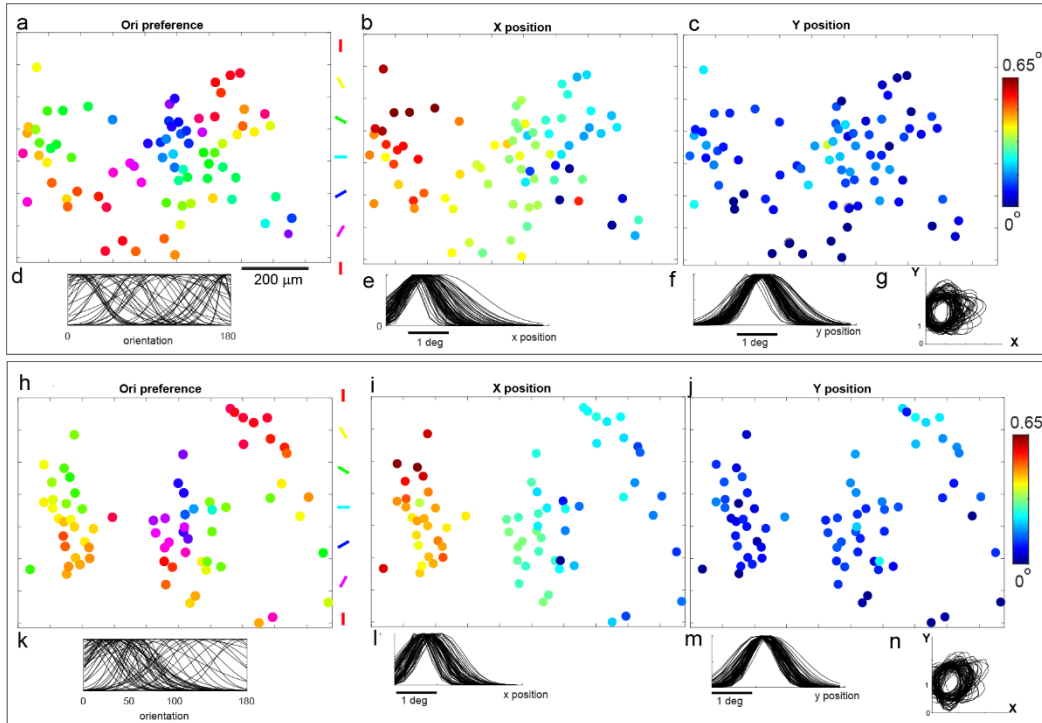 a Ori preference
b X position
c Y position
0.65°
0°
200 µm
d
0 180
orientation
e
0
1 deg x position
f
1 deg y position
g Y
1
0
X
h Ori preference
i X position
j Y position
0.65
0°
k
0 50 100 180
orientation
l
1 deg x position
m
1 deg y position
n Y
1
0
X